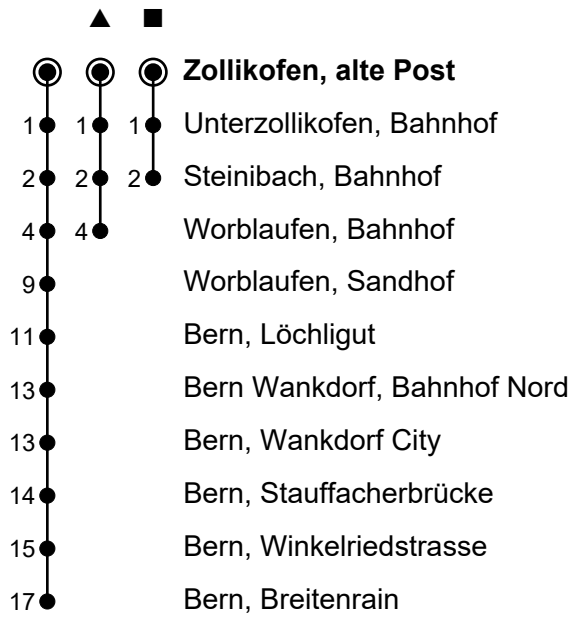 ▲ ■
Zollikofen, alte Post
1 1 1 Unterzollikofen, Bahnhof
2 2 2 Steinibach, Bahnhof
4 4 Worblaufen, Bahnhof
9 Worblaufen, Sandhof
11 Bern, Löchligut
13 Bern Wankdorf, Bahnhof Nord
13 Bern, Wankdorf City
14 Bern, Stauffacherbrücke
15 Bern, Winkelriedstrasse
17 Bern, Breitenrain